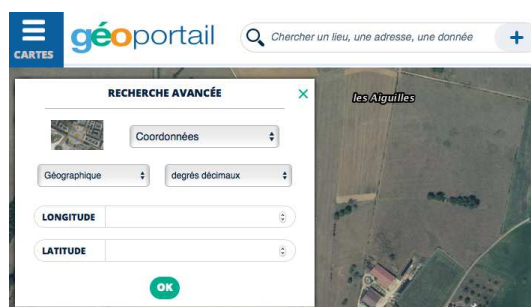 géoportail
Chercher un lieu, une adresse, une donnée
+
CARTES
RECHERCHE AVANCÉE
×
les Aiguilles
Coordonnées
Géographique
degrés décimaux
LONGITUDE
LATITUDE
OK